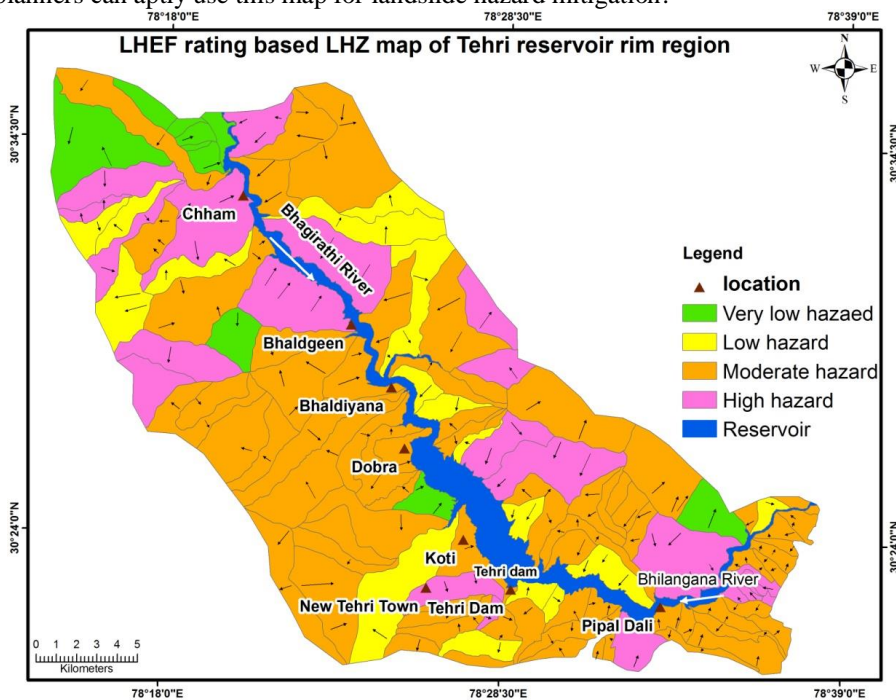 planners can aptly use this map for landslide hazard mitigation.
78°18'0"E
78°28'30"E
78°39'0"E
LHEF rating based LHZ map of Tehri reservoir rim region
N
W
E
S
30°34'30"N
30°34'30"N
Chham
Bhagirathi River
Legend
location
Very low hazaed
Low hazard
Moderate hazard
High hazard
Reservoir
Bhaldgeen
Bhaldiyana
Dobra
30°24'0"N
30°24'0"N
Koti
Tehri dam
New Tehri Town
Tehri Dam
Bhilangana River
Pipal Dali
0 1 2 3 4 5
Kilometers
78°18'0"E
78°28'30"E
78°39'0"E